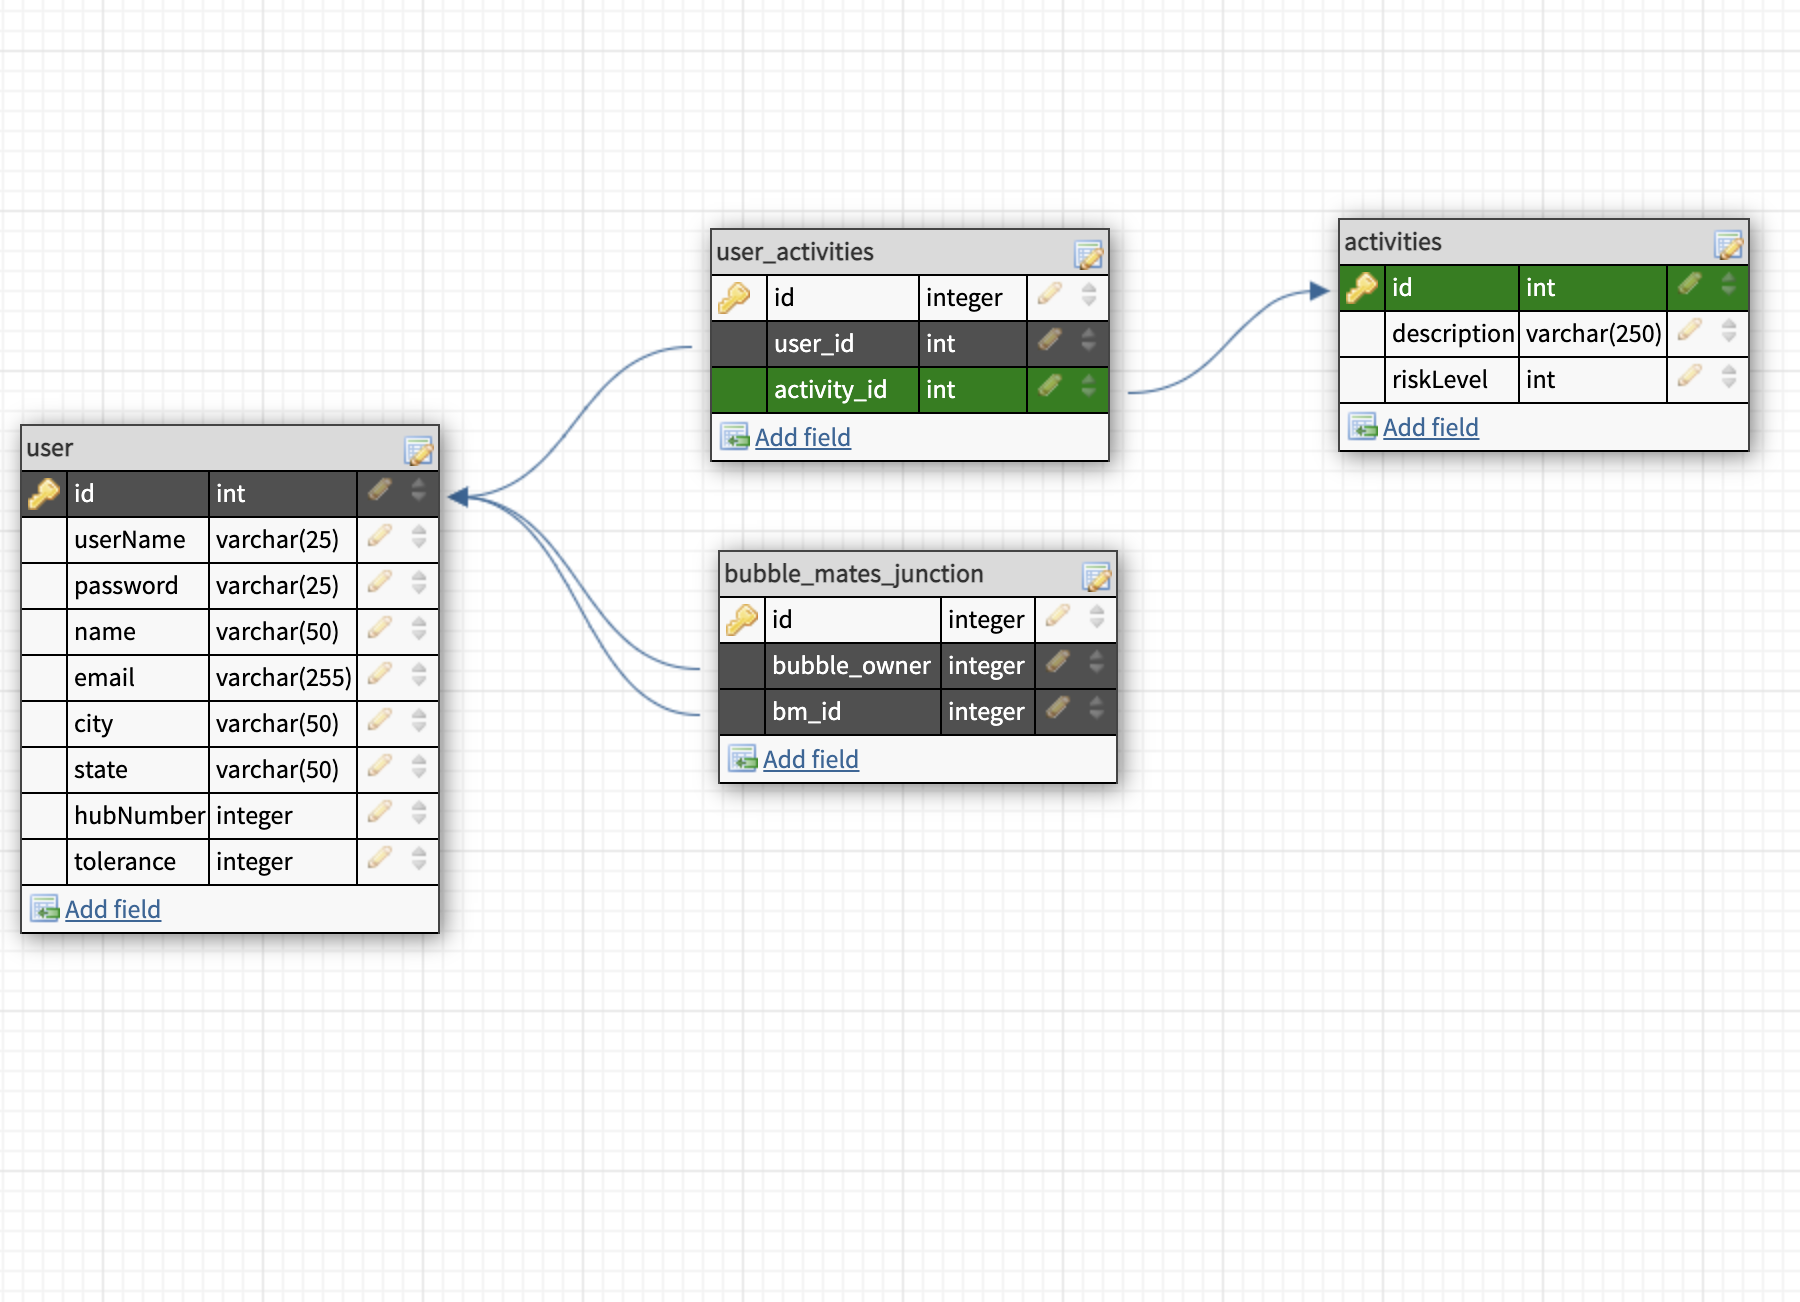 user_activities
id integer
user_id int
activity_id int
Add field
activities
id int
description varchar(250)
riskLevel int
Add field
user
id int
userName varchar(25)
password varchar(25)
name varchar(50)
email varchar(255)
city varchar(50)
state varchar(50)
hubNumber integer
tolerance integer
Add field
bubble_mates_junction
id integer
bubble_owner integer
bm_id integer
Add field